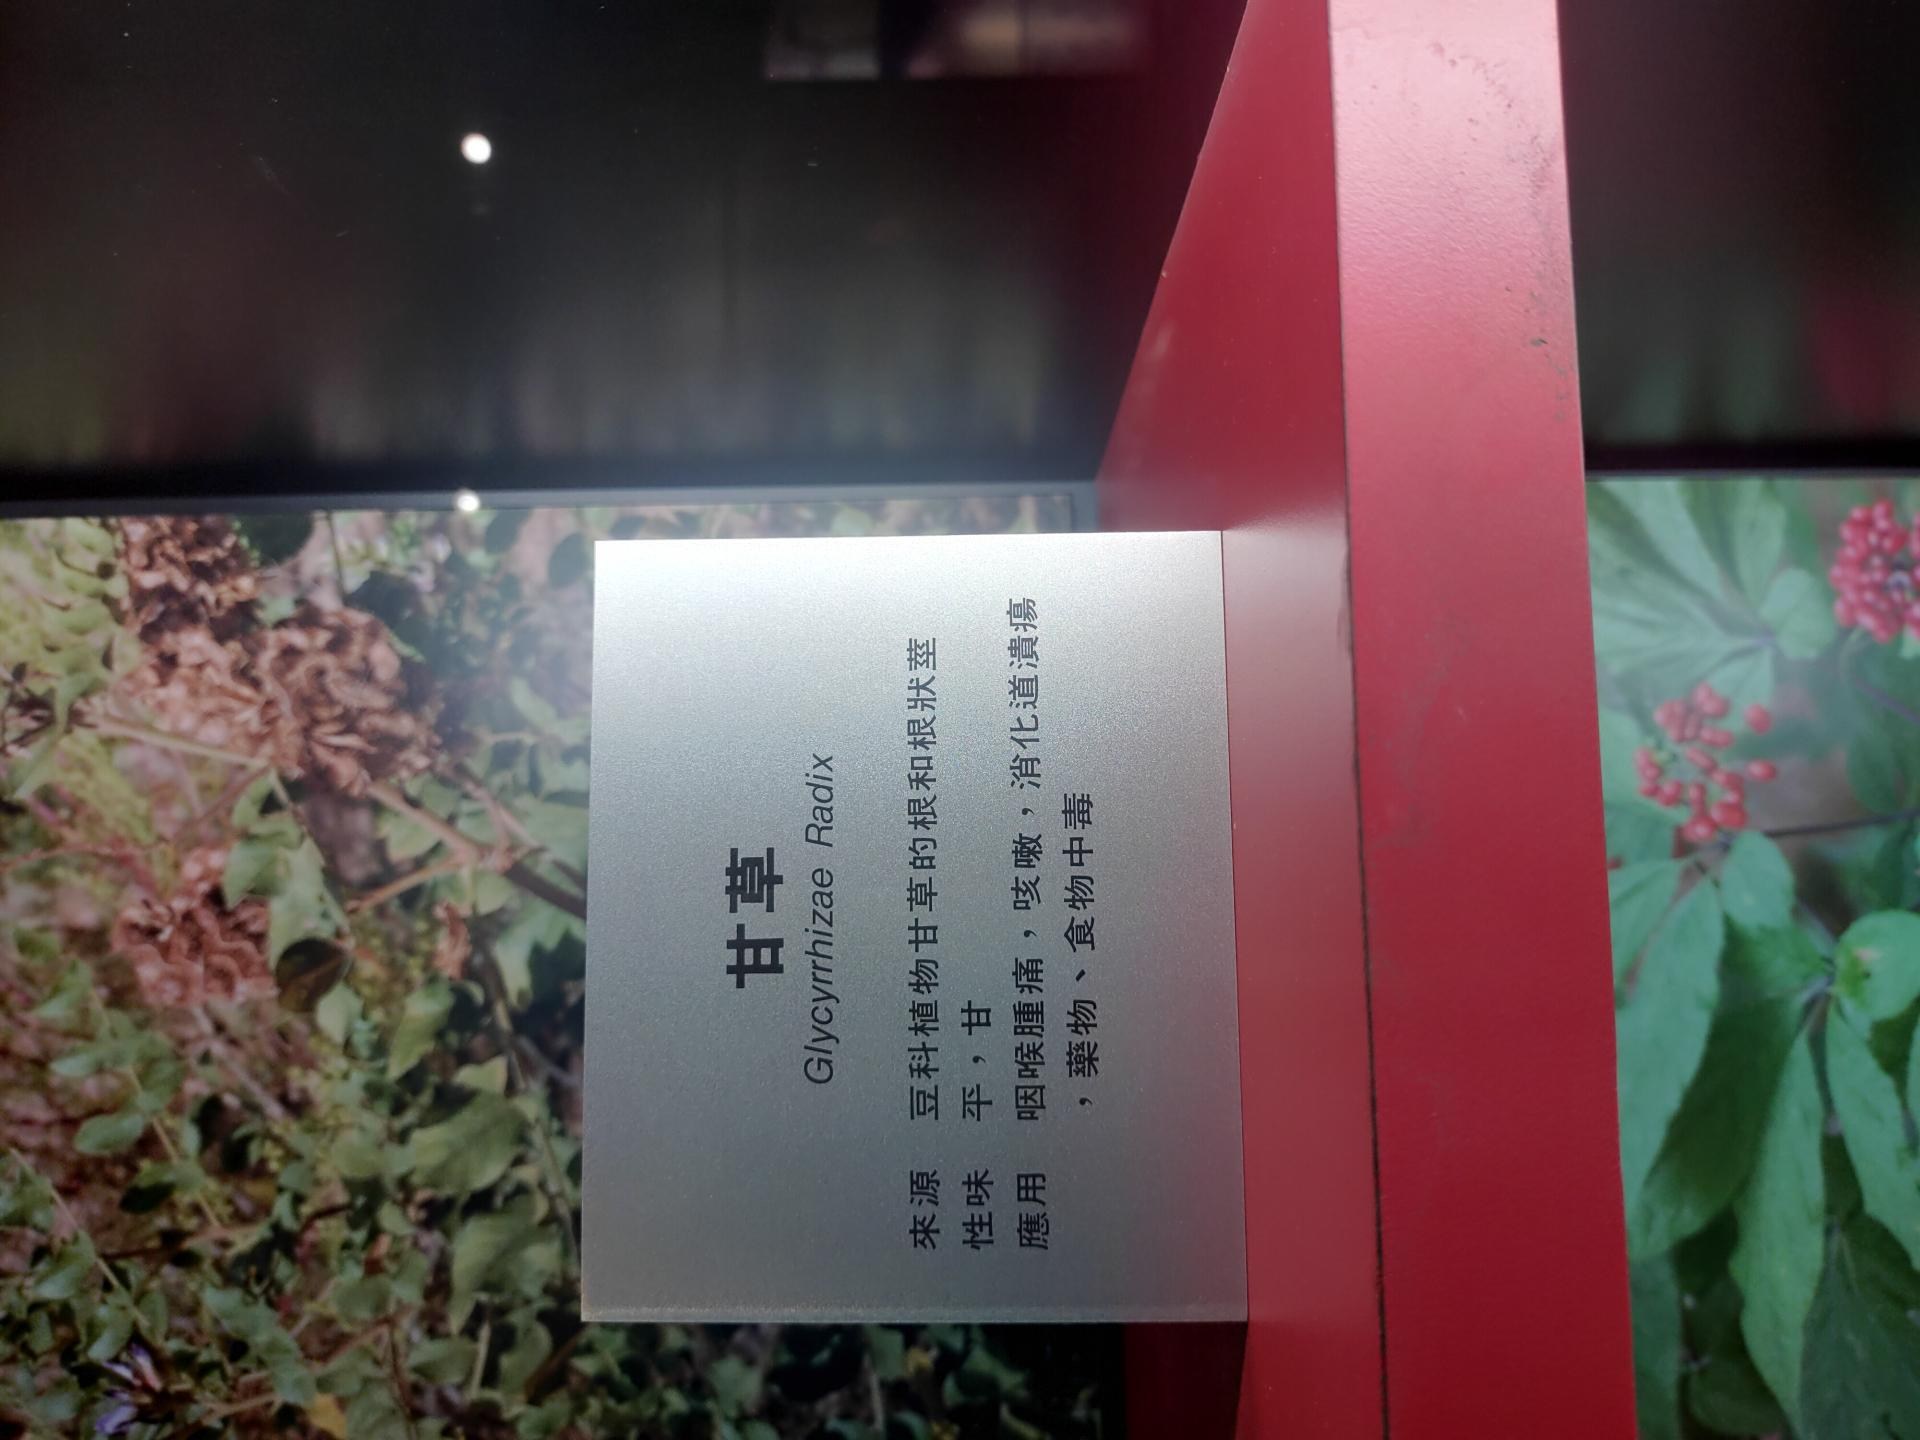 甘草
Glycyrrhizae Radix
來源 豆科植物甘草的根和根狀莖
性味 平，甘
應用 咽喉腫痛，咳嗽，消化道潰瘍
，藥物、食物中毒